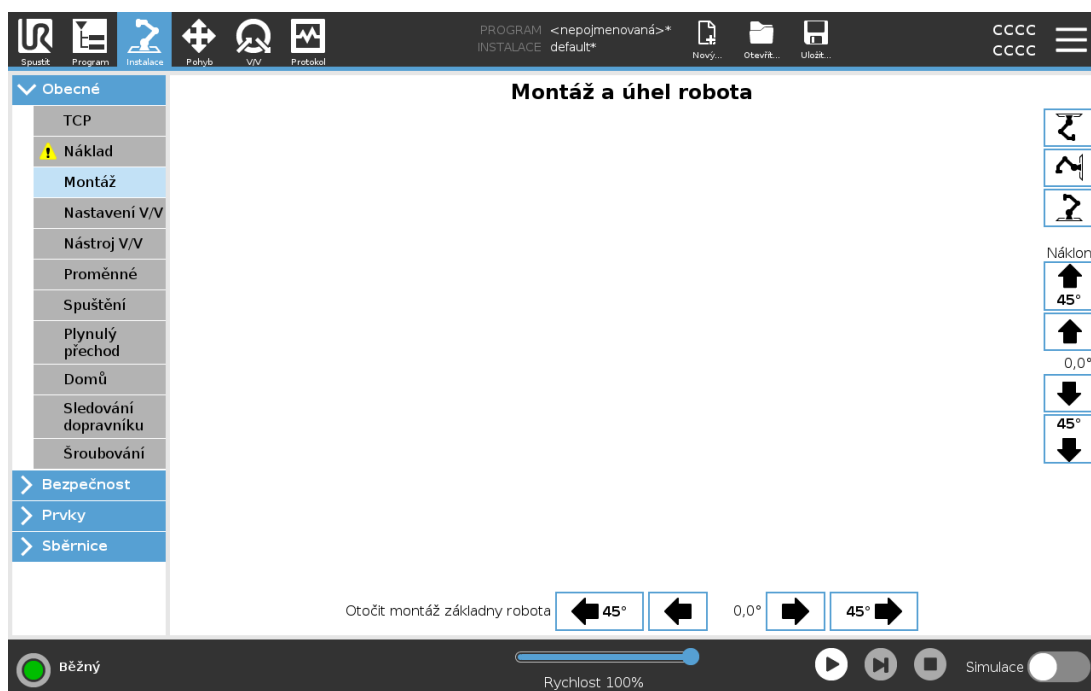 PROGRAM <nepojmenovaná>*
INSTALACE default*
UR
Spustit
Program
Instalace
Pohyb
V/V
Protokol
Nový...
Otevřít...
Uložit...
CCCC
CCCC
Obecné
TCP
Náklad
Montáž
Nastavení V/V
Nástroj V/V
Proměnné
Spuštění
Plynulý
přechod
Domů
Sledování
dopravníku
Šroubování
Bezpečnost
Prvky
Sběrnice
Montáž a úhel robota
Náklon
45°
0,0°
45°
Otočit montáž základny robota
45°
0,0°
45°
Běžný
Rychlost 100%
Simulace